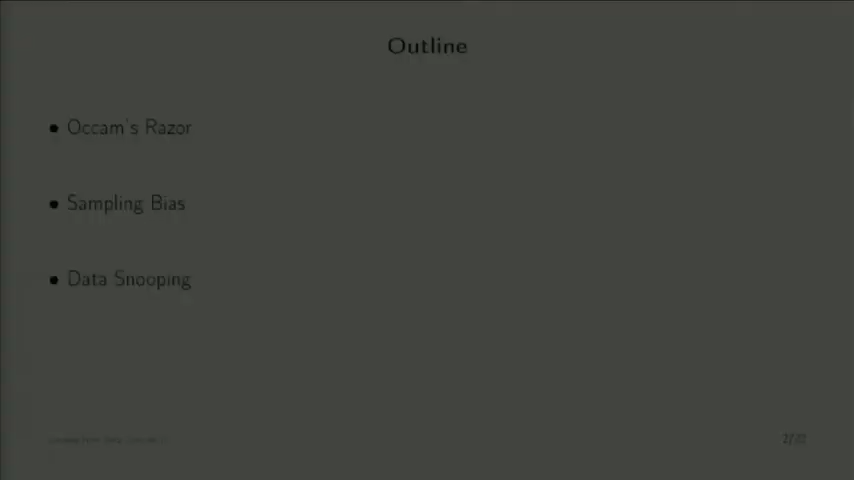 Outline
• Occam's Razor
• Sampling Bias
• Data Snooping